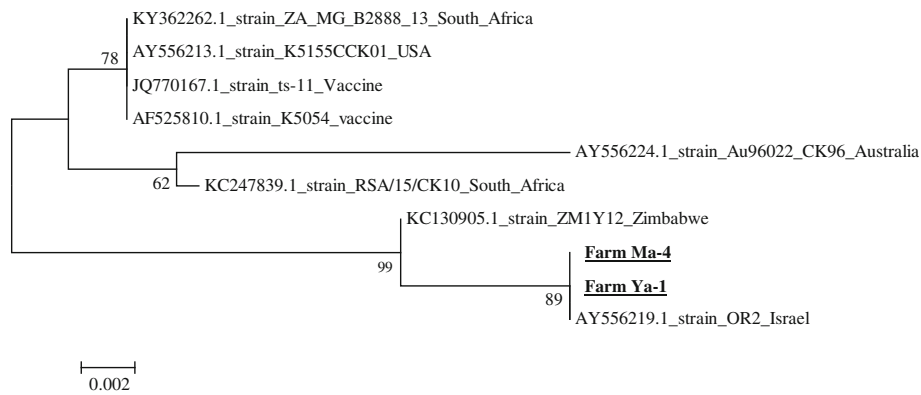 KY362262.1_strain_ZA_MG_B2888_13_South_Africa
78
AY556213.1_strain_K5155CCK01_USA
JQ770167.1_strain_ts-11_Vaccine
AF525810.1_strain_K5054_vaccine
AY556224.1_strain_Au96022_CK96_Australia
62
KC247839.1_strain_RSA/15/CK10_South_Africa
KC130905.1_strain_ZM1Y12_Zimbabwe
Farm Ma-4
99
Farm Ya-1
89
AY556219.1_strain_OR2_Israel
0.002